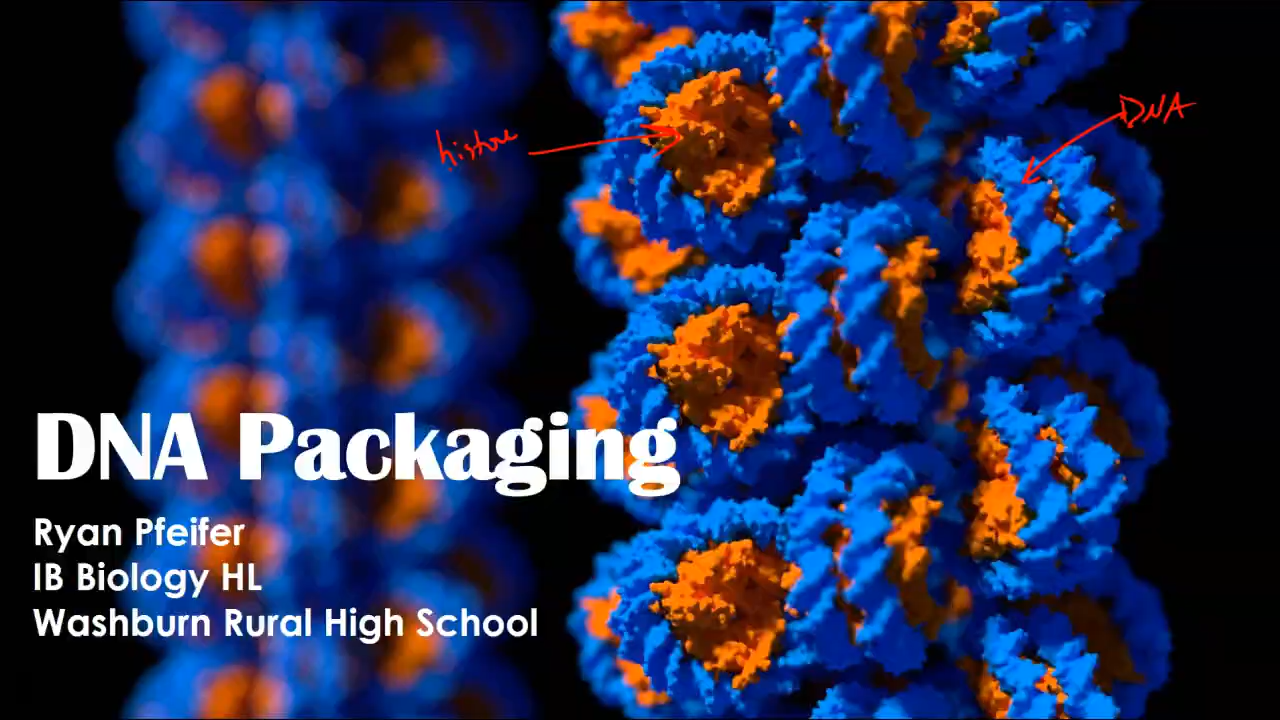 histone
DNA
DNA Packaging
Ryan Pfeifer
IB Biology HL
Washburn Rural High School